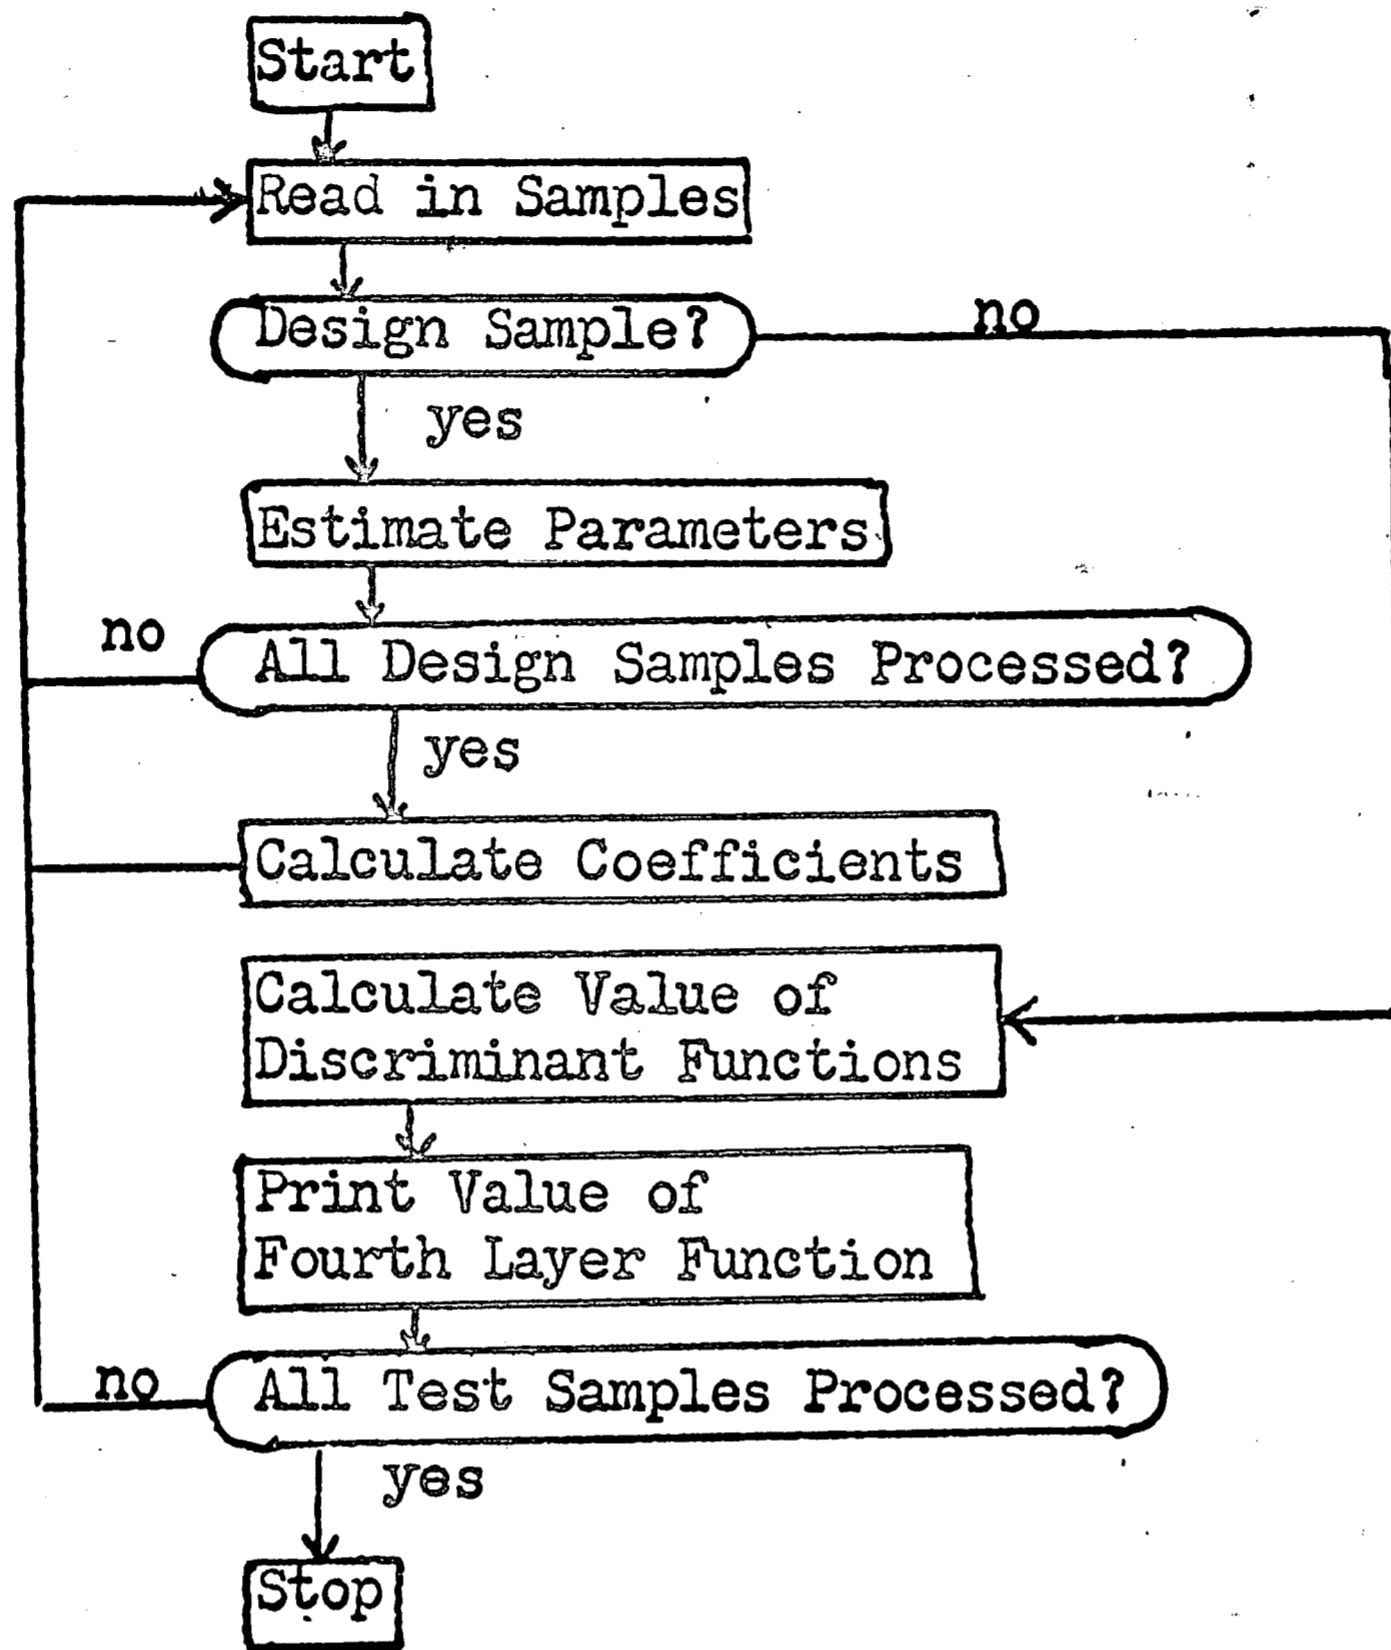 Start
Read in Samples
Design Sample?
no
yes
Estimate Parameters
no
All Design Samples Processed?
yes
Calculate Coefficients
Calculate Value of
Discriminant Functions
Print Value of
Fourth Layer Function
no
All Test Samples Processed?
yes
Stop